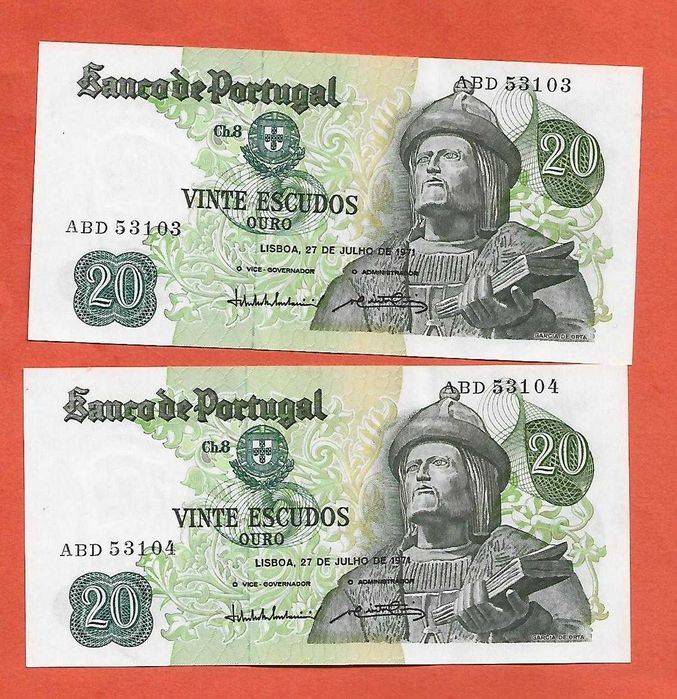 Banco de Portugal
ABD 53103
Ch.8
20
VINTE ESCUDOS
OURO
ABD 53103
LISBOA, 27 DE JULHO DE 1971
O VICE-GOVERNADOR O ADMINISTRADOR
20
GARCIA DE ORTA
Banco de Portugal
ABD 53104
Ch.8
20
VINTE ESCUDOS
OURO
ABD 53104
LISBOA, 27 DE JULHO DE 1971
O VICE-GOVERNADOR O ADMINISTRADOR
20
GARCIA DE ORTA